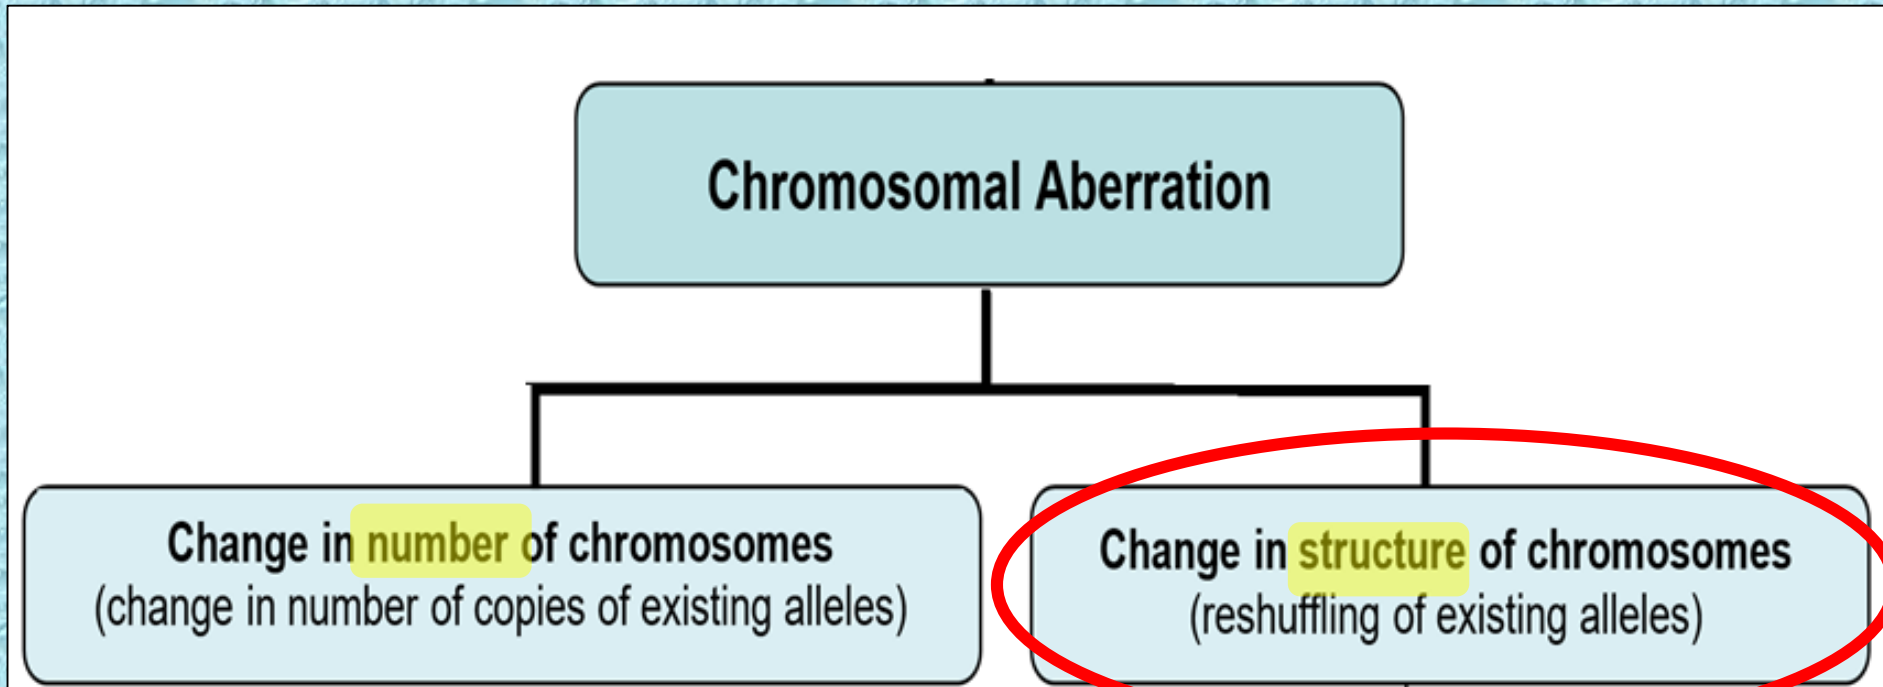 Chromosomal Aberration
Change in number of chromosomes
(change in number of copies of existing alleles)
Change in structure of chromosomes
(reshuffling of existing alleles)